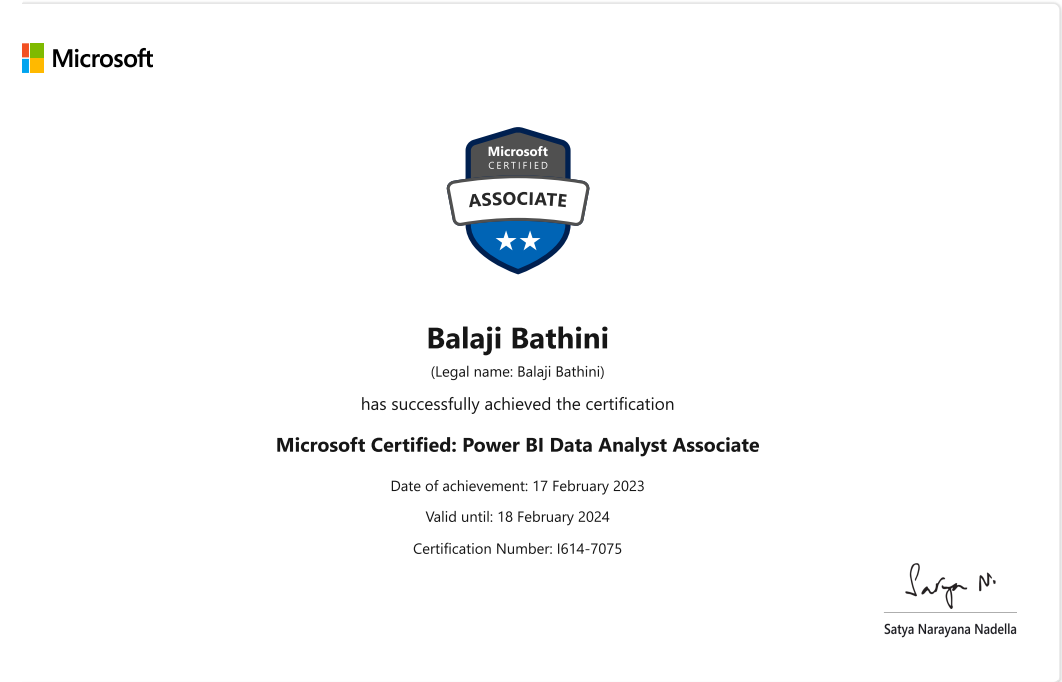 Microsoft
Microsoft
CERTIFIED
ASSOCIATE
Balaji Bathini
(Legal name: Balaji Bathini)
has successfully achieved the certification
Microsoft Certified: Power BI Data Analyst Associate
Date of achievement: 17 February 2023
Valid until: 18 February 2024
Certification Number: I614-7075
Satya N.
Satya Narayana Nadella